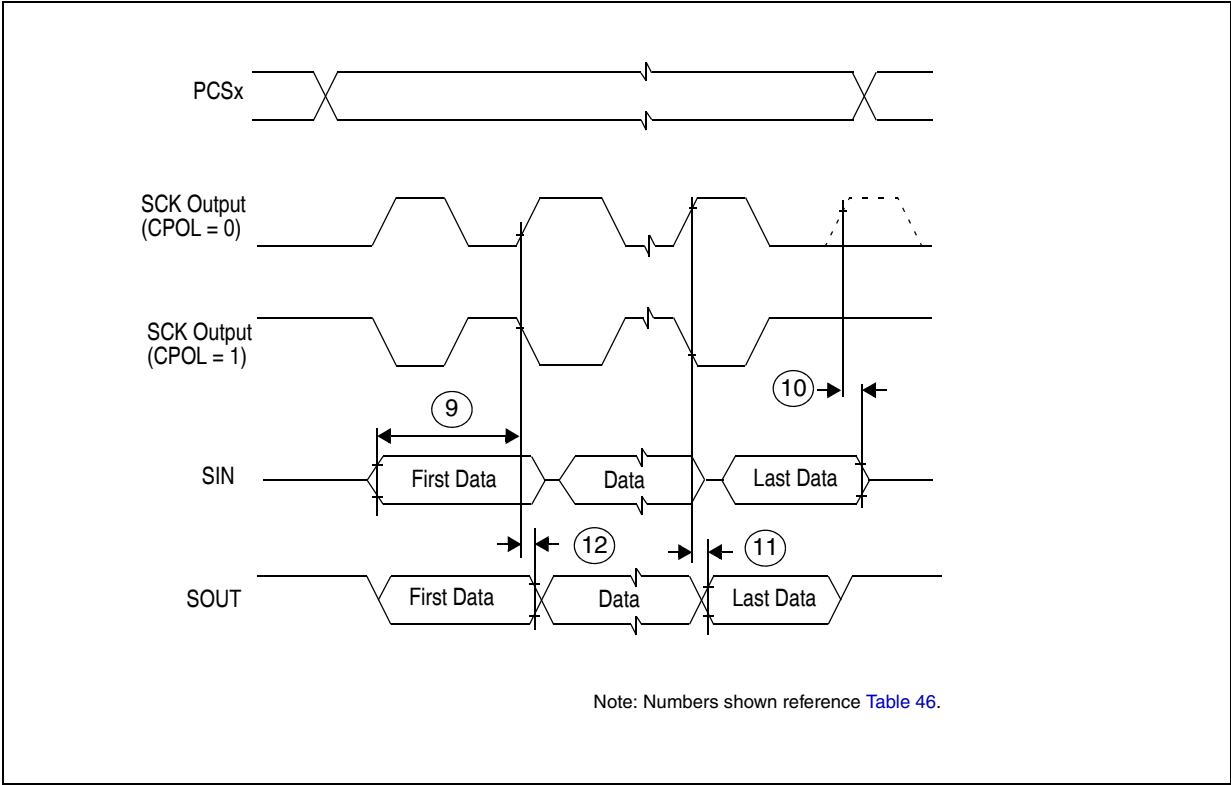 PCSx
SCK Output
(CPOL = 0)
SCK Output
(CPOL = 1)
10
9
SIN
First Data
Data
Last Data
12
11
SOUT
First Data
Data
Last Data
Note: Numbers shown reference Table 46.